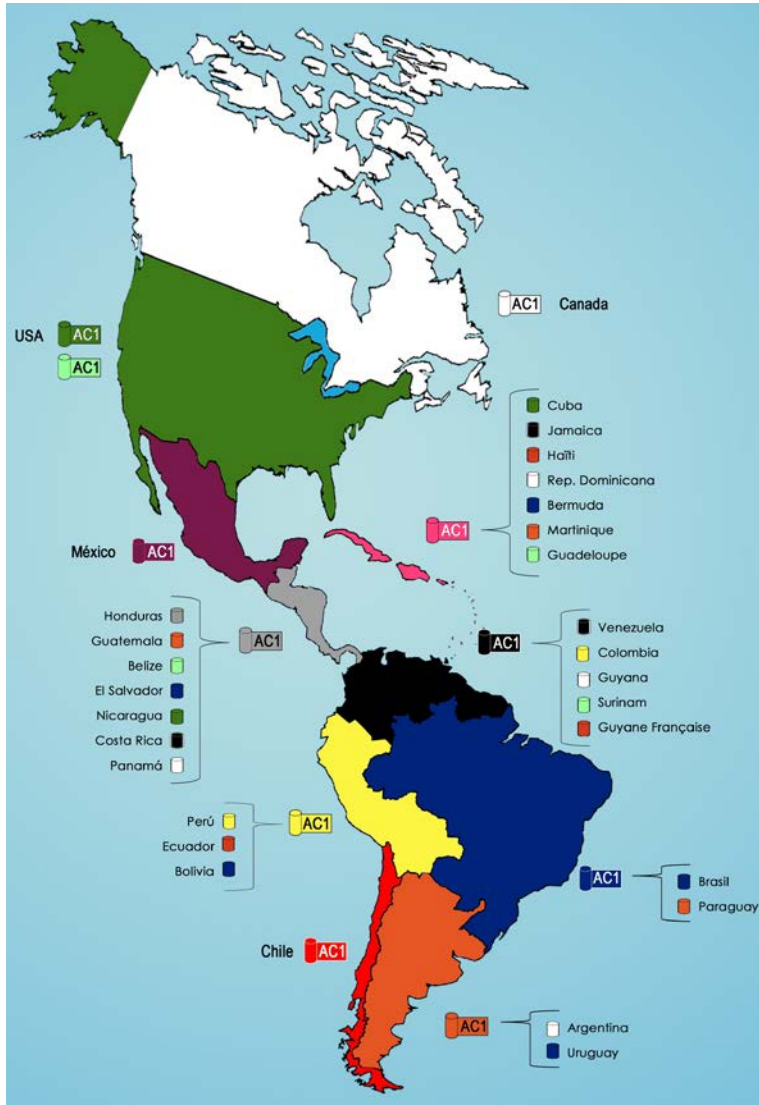 AC1 Canada
USA AC1
AC1
Cuba
Jamaica
Haïti
Rep. Dominicana
Bermuda
Martinique
Guadeloupe
AC1
México AC1
Honduras
Guatemala
Belize
El Salvador
Nicaragua
Costa Rica
Panamá
AC1
AC1
Venezuela
Colombia
Guyana
Surinam
Guyane Française
Perú
Ecuador
Bolivia
AC1
AC1
Brasil
Paraguay
Chile AC1
AC1
Argentina
Uruguay